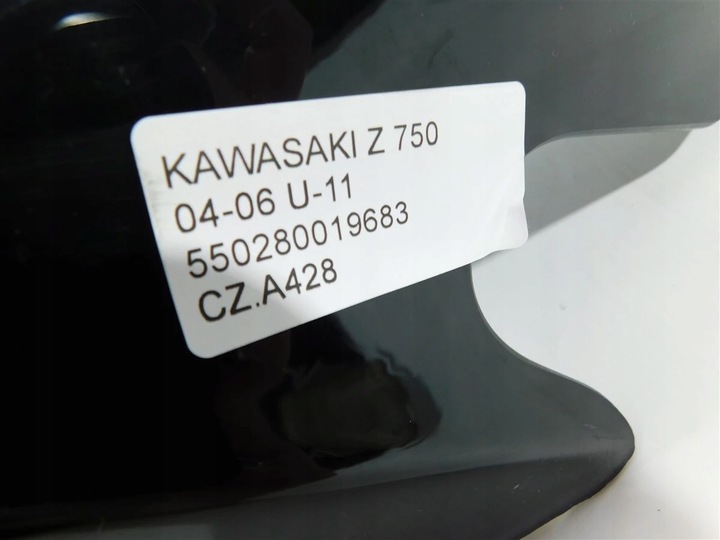 KAWASAKI Z 750
04-06 U-11
550280019683
CZ.A428